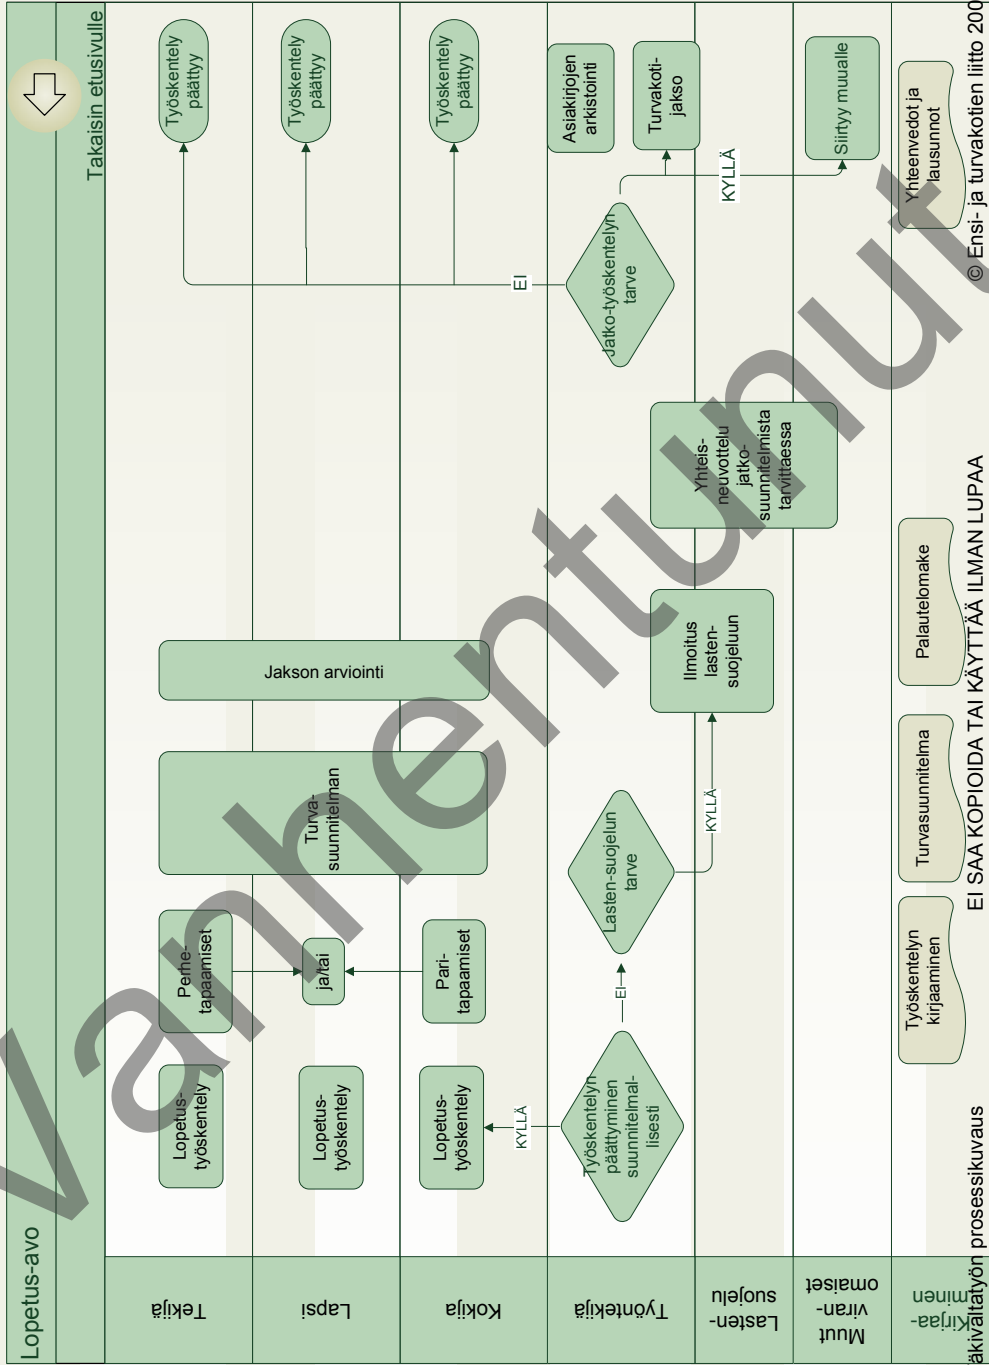 Lopetus-avo
Takaisin etusivulle
Tekijä
Lopetus-
työskentely
Perhe-
tapaamiset
Turva-
suunnitelman
Jakson arviointi
Työskentely
päättyy
Lapsi
Lopetus-
työskentely
ja/tai
Työskentely
päättyy
Kokija
Lopetus-
työskentely
Pari-
tapaamiset
Työskentely
päättyy
Työntekijä
KYLLÄ
Työskentelyn
päättyminen
suunnitelmal-
lisesti
EI
Lasten-suojelun
tarve
KYLLÄ
Ilmoitus
lasten-
suojeluun
Yhteis-
neuvottelu
jatko-
suunnitelmista
tarvittaessa
EI
Jatko-työskentelyn
tarve
KYLLÄ
Asiakirjojen
arkistointi
Turvakoti-
jakso
Lasten-
suojelu
Muut
viran-
omaiset
Siirtyy muualle
Kirjaa-
minen
Työskentelyn
kirjaaminen
Turvasuunnitelma
Palautelomake
Yhteenvedot ja
lausunnot
äkivaltatyön prosessikuvaus
EI SAA KOPIOIDA TAI KÄYTTÄÄ ILMAN LUPAA
© Ensi- ja turvakotien liitto 200
Vanhentunut